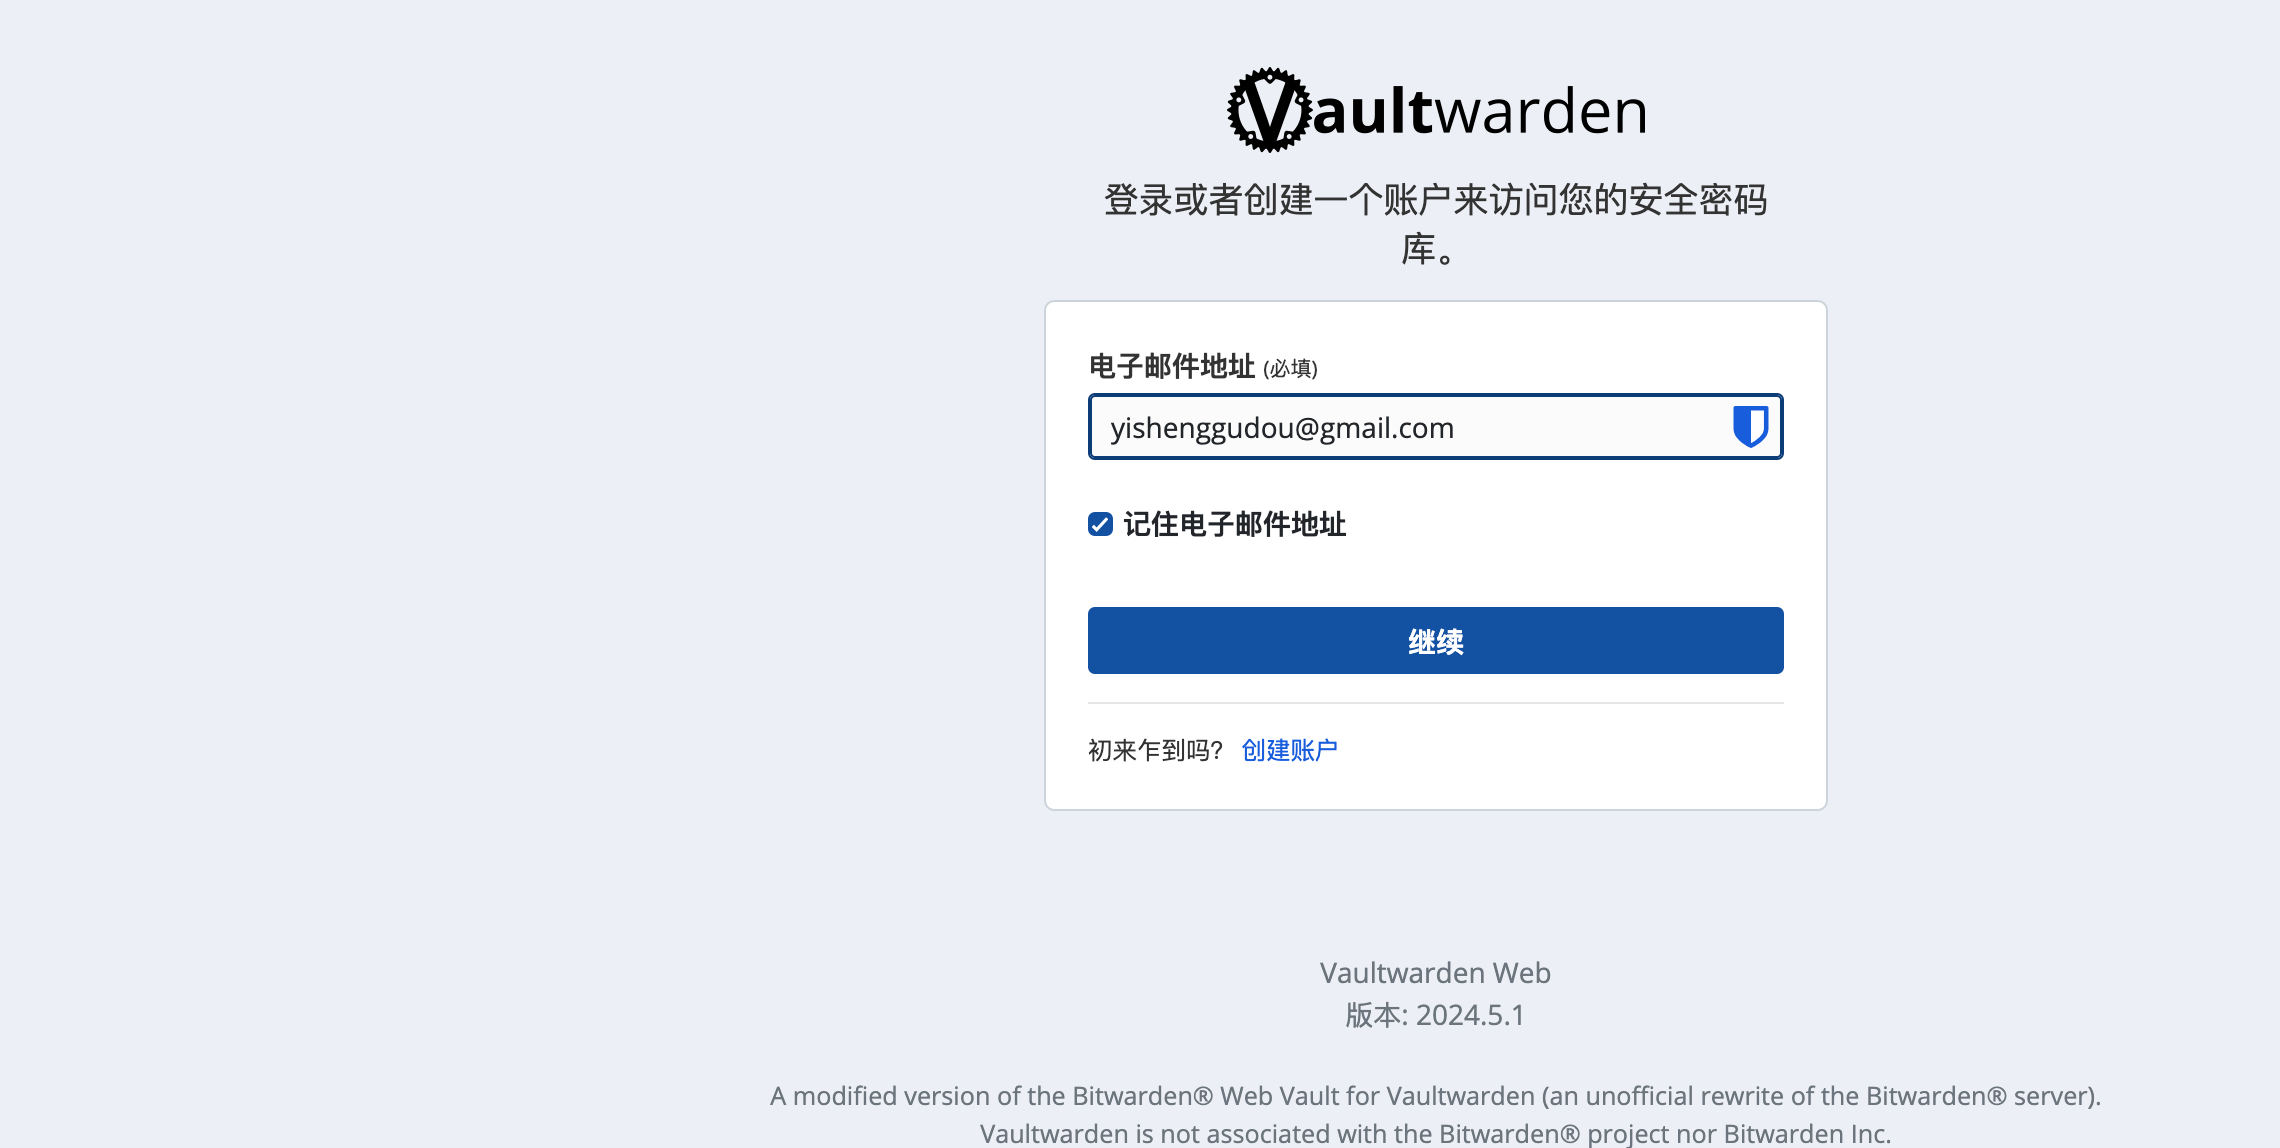 Vaultwarden
登录或者创建一个账户来访问您的安全密码
库。
电子邮件地址 (必填)
yishenggudou@gmail.com
记住电子邮件地址
继续
初来乍到吗? 创建账户
Vaultwarden Web
版本: 2024.5.1
A modified version of the Bitwarden® Web Vault for Vaultwarden (an unofficial rewrite of the Bitwarden® server).
Vaultwarden is not associated with the Bitwarden® project nor Bitwarden Inc.